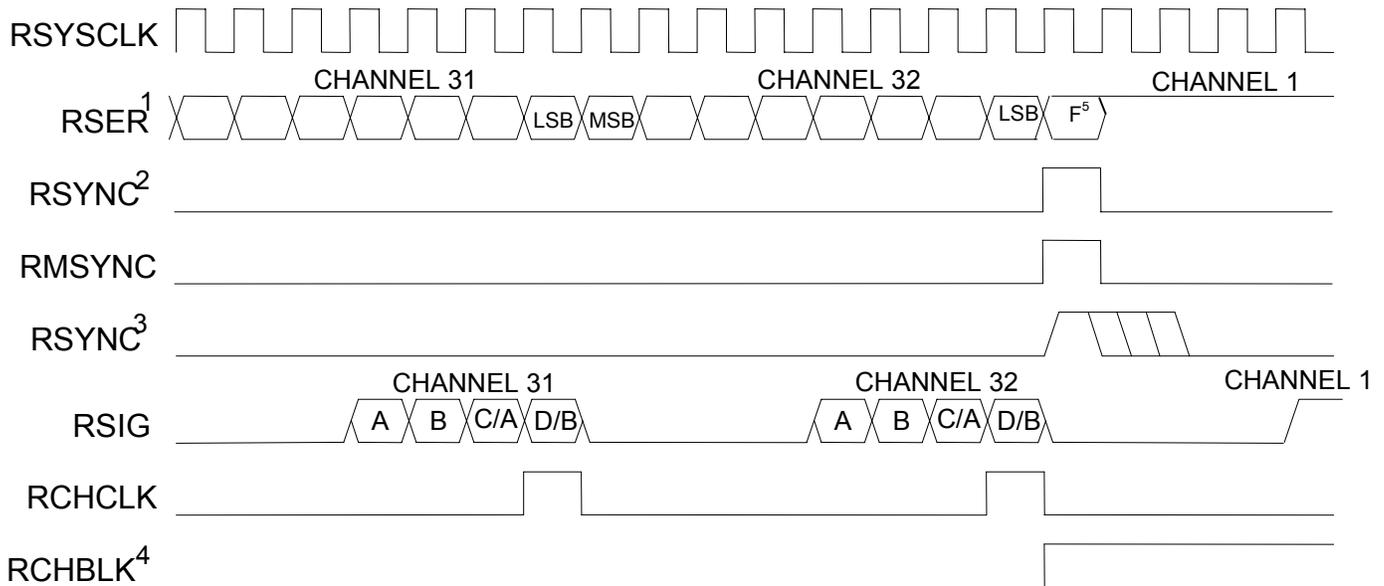 RSYSCLK
CHANNEL 31 CHANNEL 32 CHANNEL 1
RSER1 LSB MSB LSB F5
RSYNC2
RMSYNC
RSYNC3
CHANNEL 31 CHANNEL 32 CHANNEL 1
RSIG A B C/A D/B A B C/A D/B
RCHCLK
RCHBLK4